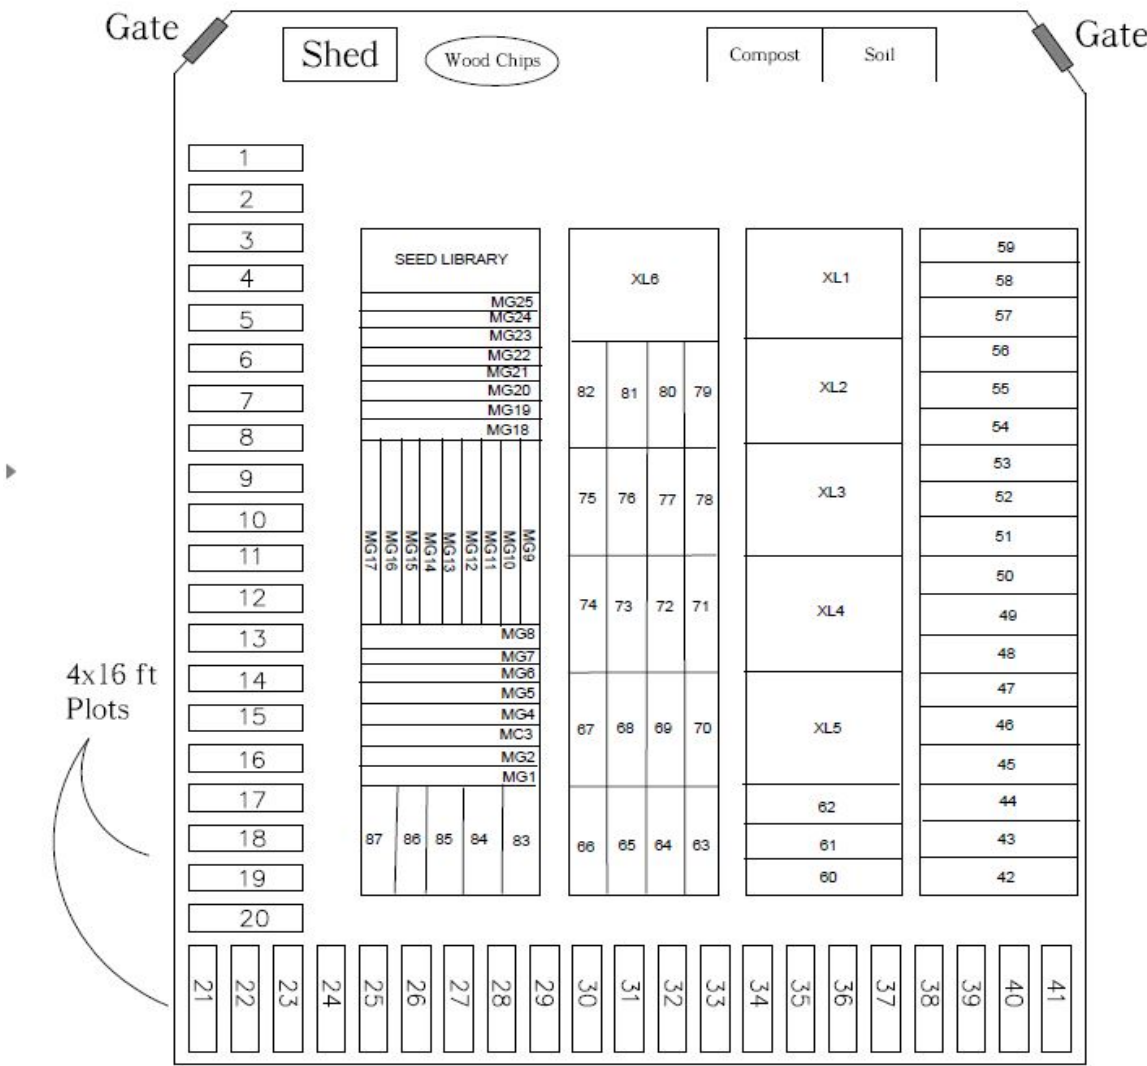 Gate
Shed
Wood Chips
Compost
Soil
Gate
1
2
3
4
5
6
7
8
9
10
11
12
13
14
15
16
17
18
19
20
4x16 ft
Plots
SEED LIBRARY
MG25
MG24
MG23
MG22
MG21
MG20
MG19
MG18
MG17 MG16 MG15 MG14 MG13 MG12 MG11 MG10 MG9
MG8
MG7
MG6
MG5
MG4
MC3
MG2
MG1
87 86 85 84 83
XL6
82 81 80 79
75 76 77 78
74 73 72 71
67 68 69 70
66 65 64 63
XL1
XL2
XL3
XL4
XL5
62
61
60
59
58
57
56
55
54
53
52
51
50
49
48
47
46
45
44
43
42
21 22 23 24 25 26 27 28 29 30 31 32 33 34 35 36 37 38 39 40 41